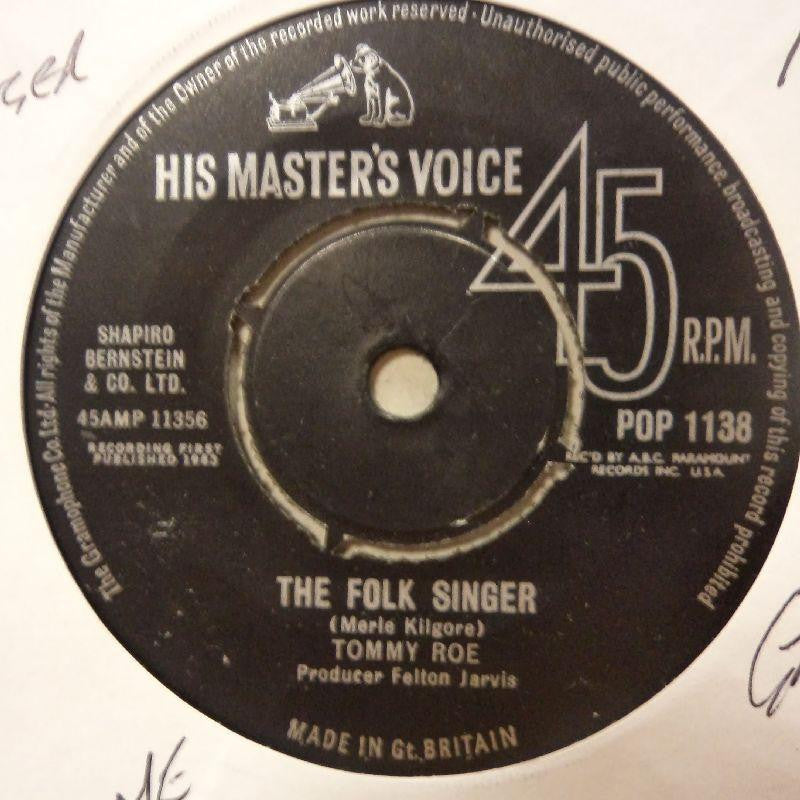 The Gramophone Co. Ltd. All rights of the Manufacturer and of the Owner of the recorded work reserved · Unauthorised public performance, broadcasting and copying of this record prohibited
HIS MASTER'S VOICE
45
R.P.M.
SHAPIRO
BERNSTEIN
& CO. LTD.
45AMP 11356
RECORDING FIRST
PUBLISHED 1963
POP 1138
REC'D BY A.B.C. PARAMOUNT
RECORDS INC. U.S.A.
THE FOLK SINGER
(Merle Kilgore)
TOMMY ROE
Producer Felton Jarvis
MADE IN Gt. BRITAIN